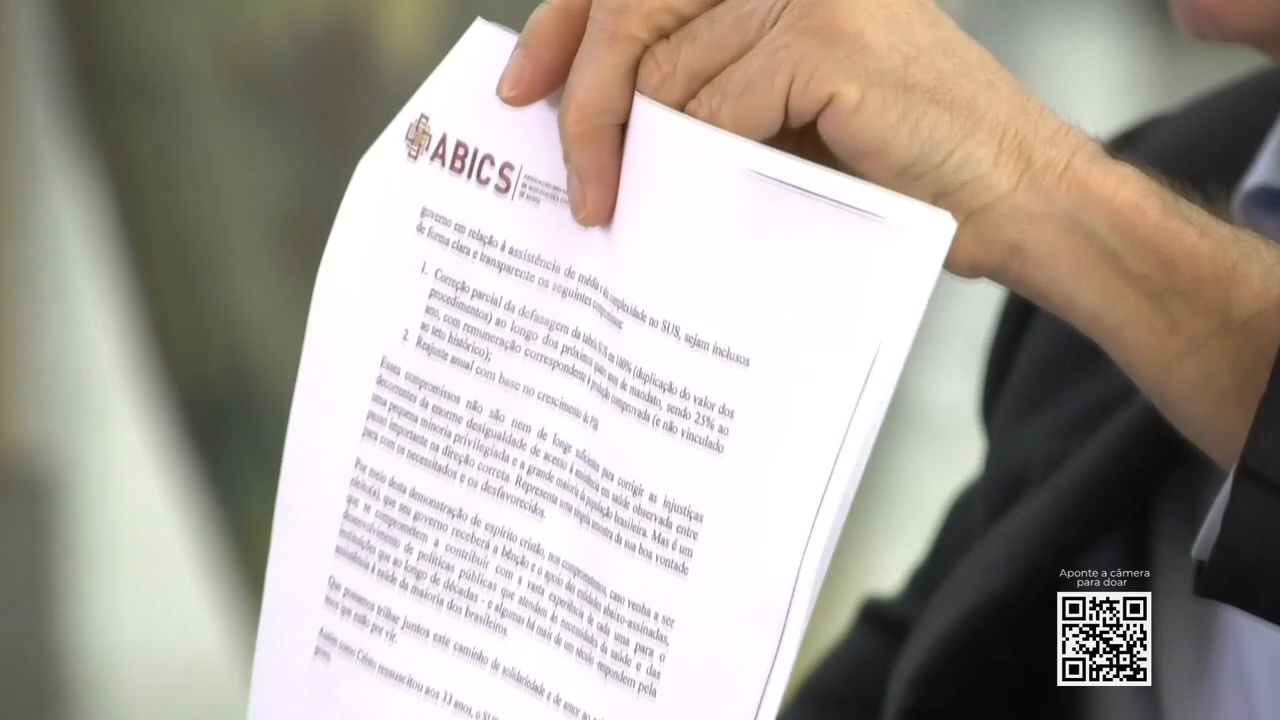 ABICS
governo em relação à assistência de média complexidade no SUS, sejam inclusos
de forma clara e transparente os seguintes compromissos:
1. Correção parcial da defasagem da tabela SUS em 100% (duplicação do valor dos
procedimentos) ao longo dos próximos quatro anos de mandato, sendo 25% ao
ano, com remuneração correspondente à produção comprovada (e não vinculado
ao teto histórico);
2. Reajuste anual com base no crescimento do
Esses compromissos não são nem de longe suficientes para corrigir as injustiças
decorrentes da enorme desigualdade de acesso à assistência em saúde observada entre
uma pequena minoria privilegiada e a grande maioria da população brasileira. Mas é um
passo importante na direção correta. Representa uma singela amostra da sua boa vontade
para com os necessitados e os desfavorecidos.
Por meio desta demonstração de espírito cristão, nos comprometemos, caso venha a ser
eleito(a), que seu governo receberá a bênção e o apoio das entidades abaixo-assinadas,
que se comprometem a contribuir com a vasta experiência de cada uma para o
desenvolvimento de políticas públicas que atendam às necessidades da saúde e das
instituições que ao longo de décadas - e algumas há mais de um século respondem pela
assistência à saúde da maioria dos brasileiros.
Que possamos trilhar juntos este caminho de solidariedade e de amor ao
que está por vir.
Assim como Cristo ressuscitou aos 33 anos, o
Aponte a câmera
para doar